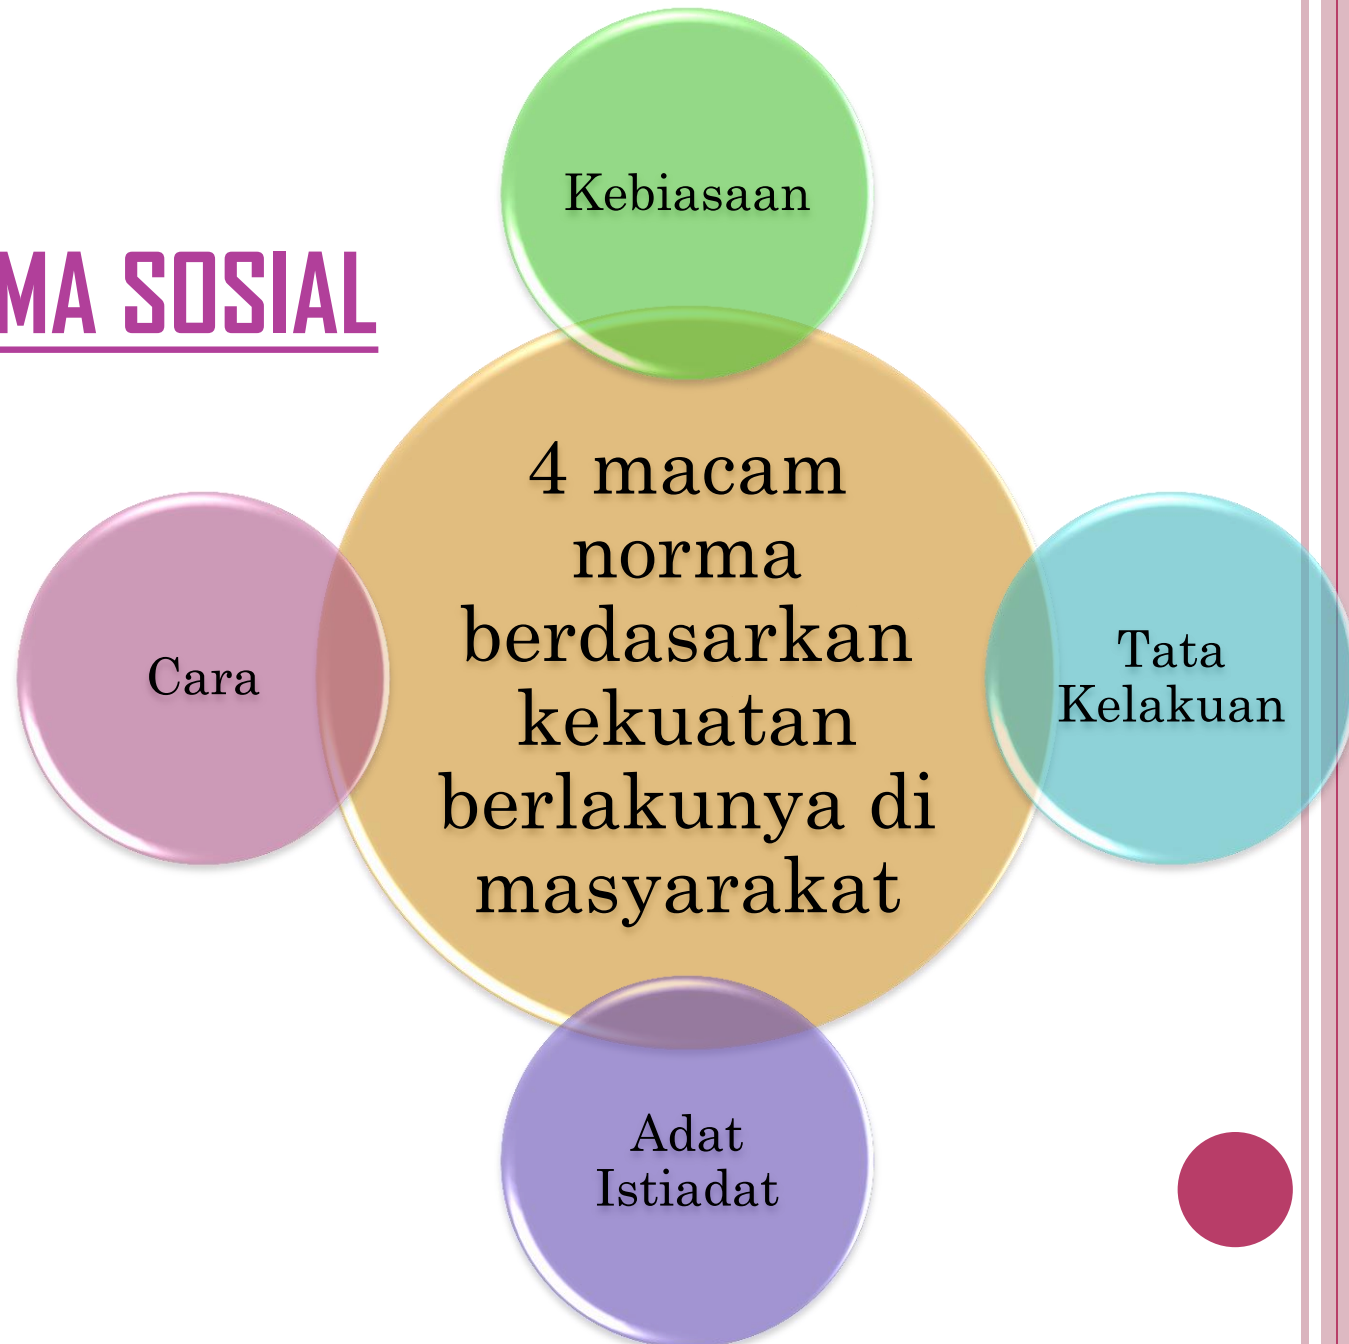 Kebiasaan
MA SOSIAL
4 macam
norma
berdasarkan
kekuatan
berlakunya di
masyarakat
Cara
Tata
Kelakuan
Adat
Istiadat